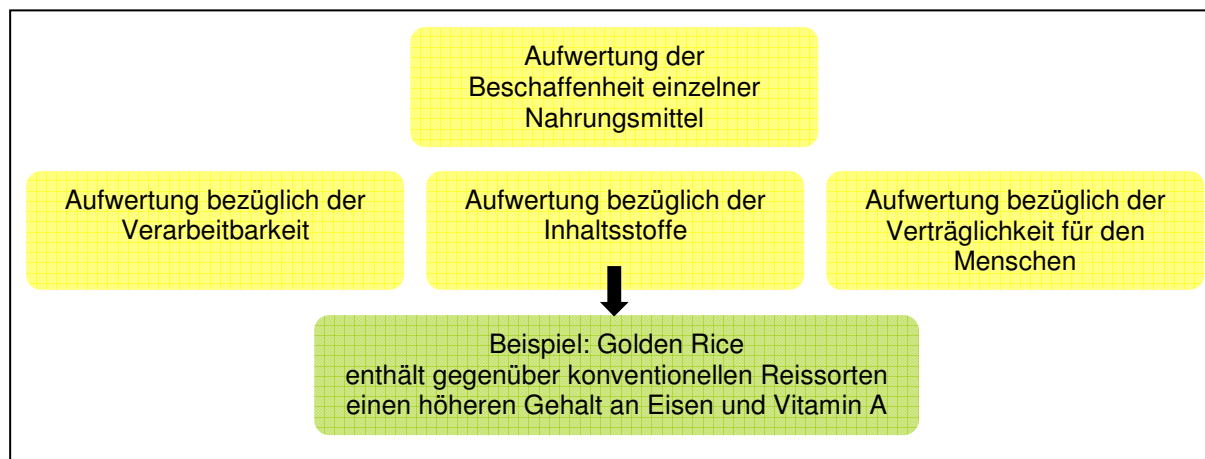 Aufwertung der
Beschaffenheit einzelner
Nahrungsmittel
Aufwertung bezüglich der
Verarbeitbarkeit
Aufwertung bezüglich der
Inhaltsstoffe
Aufwertung bezüglich der
Verträglichkeit für den
Menschen
Beispiel: Golden Rice
enthält gegenüber konventionellen Reissorten
einen höheren Gehalt an Eisen und Vitamin A